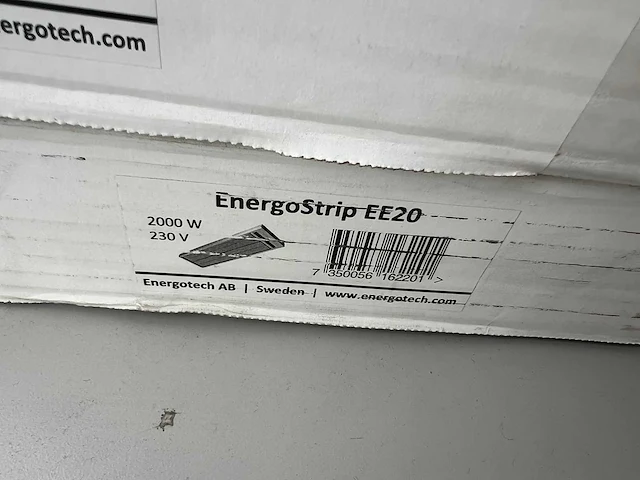 ergotech.com
EnergoStrip EE20
2000 W
230 V
7 350056 162201 >
Energotech AB | Sweden | www.energotech.com